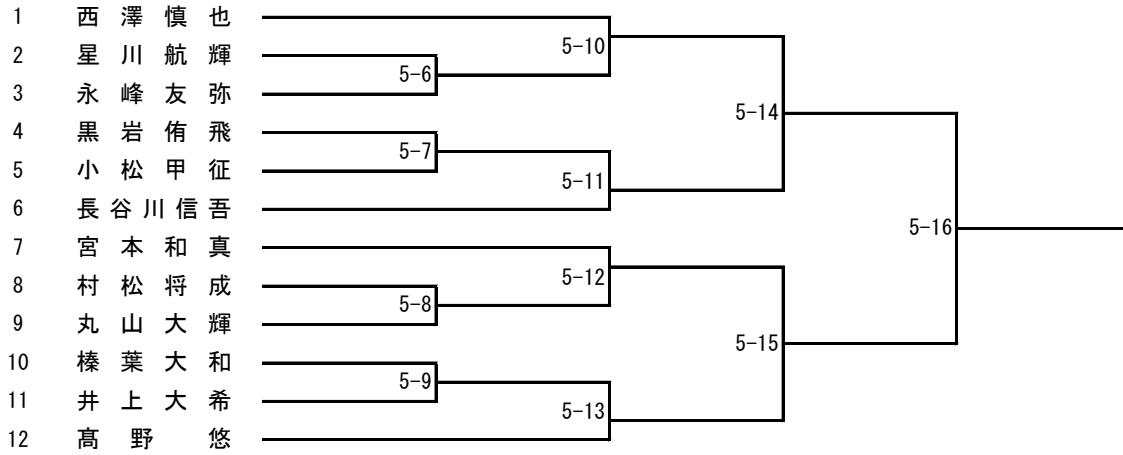 1 西澤慎也
5-10
2 星川航輝
5-6
3 永峰友弥
5-14
4 黒岩侑飛
5-7
5 小松甲征
5-11
6 長谷川信吾
5-16
7 宮本和真
5-12
8 村松将成
5-8
9 丸山大輝
5-15
10 榛葉大和
5-9
11 井上大希
5-13
12 髙野悠